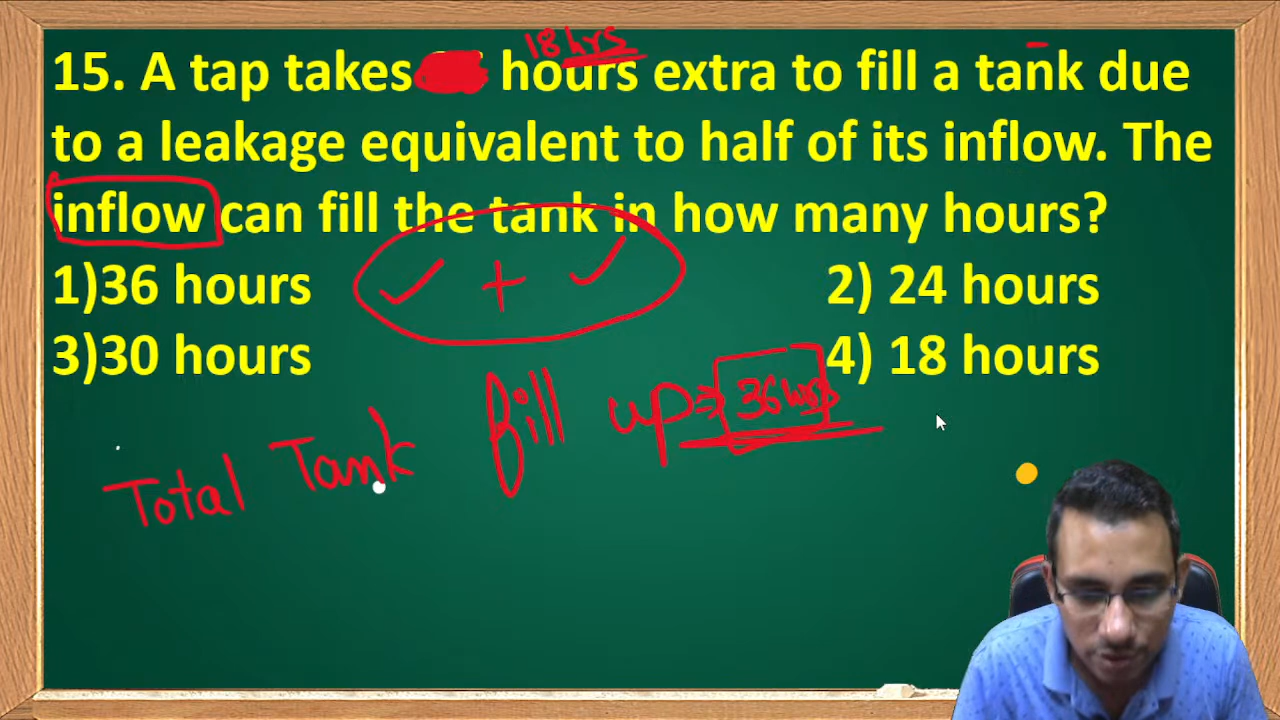 18 hrs
15. A tap takes hours extra to fill a tank due
to a leakage equivalent to half of its inflow. The
inflow can fill the tank in how many hours?
+
1)36 hours 2) 24 hours
3)30 hours 4) 18 hours
Total Tank fill up ⇒ 36 hrs